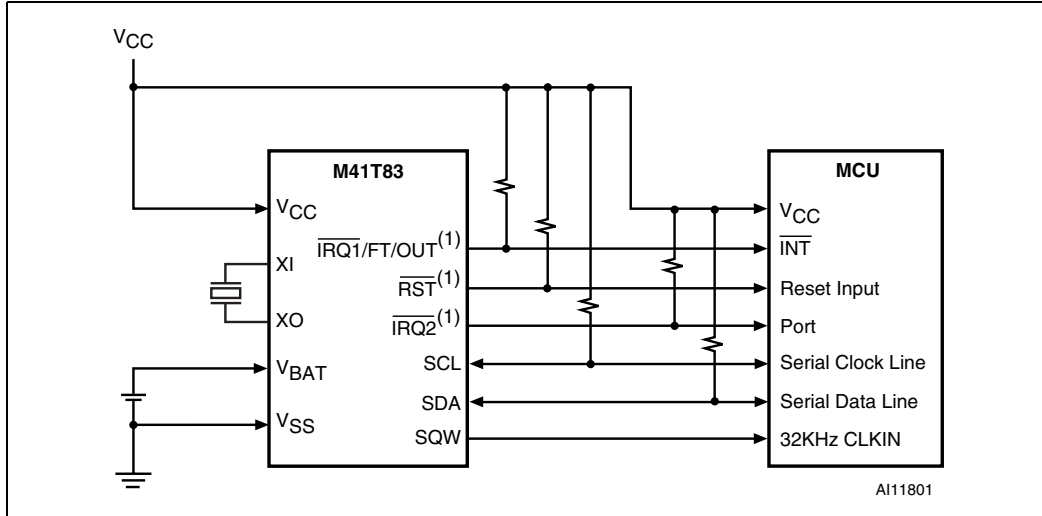 VCC
M41T83
VCC
XI
XO
VBAT
VSS
IRQ1/FT/OUT(1)
RST(1)
IRQ2(1)
SCL
SDA
SQW
MCU
VCC
INT
Reset Input
Port
Serial Clock Line
Serial Data Line
32KHz CLKIN
AI11801